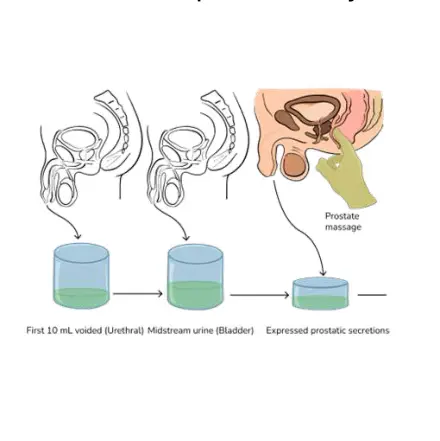 Prostate
massage
First 10 mL voided (Urethral) Midstream urine (Bladder) Expressed prostatic secretions